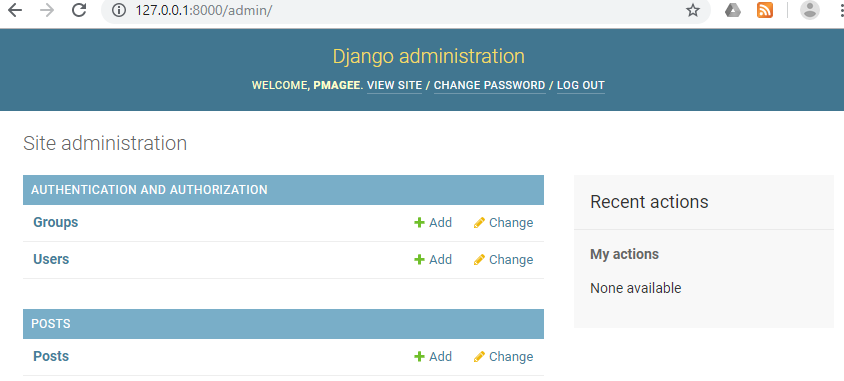 127.0.0.1:8000/admin/
Django administration
WELCOME, PMAGEE. VIEW SITE / CHANGE PASSWORD / LOG OUT
Site administration
AUTHENTICATION AND AUTHORIZATION
Groups Add Change
Users Add Change
POSTS
Posts Add Change
Recent actions
My actions
None available